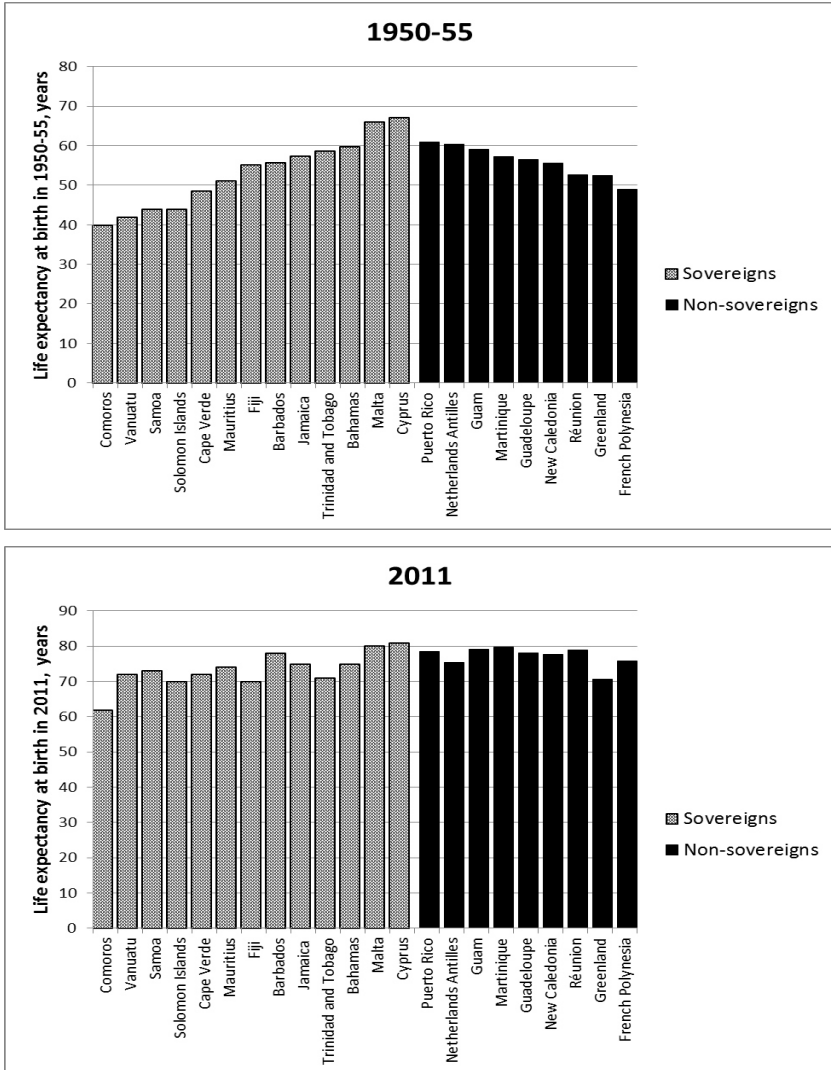 1950-55
Life expectancy at birth in 1950-55, years
80
70
60
50
40
30
20
10
0
Comoros
Vanuatu
Samoa
Solomon Islands
Cape Verde
Mauritius
Fiji
Barbados
Jamaica
Trinidad and Tobago
Bahamas
Malta
Cyprus
Puerto Rico
Netherlands Antilles
Guam
Martinique
Guadeloupe
New Caledonia
Réunion
Greenland
French Polynesia
Sovereigns
Non-sovereigns
2011
Life expectancy at birth in 2011, years
90
80
70
60
50
40
30
20
10
0
Comoros
Vanuatu
Samoa
Solomon Islands
Cape Verde
Mauritius
Fiji
Barbados
Jamaica
Trinidad and Tobago
Bahamas
Malta
Cyprus
Puerto Rico
Netherlands Antilles
Guam
Martinique
Guadeloupe
New Caledonia
Réunion
Greenland
French Polynesia
Sovereigns
Non-sovereigns